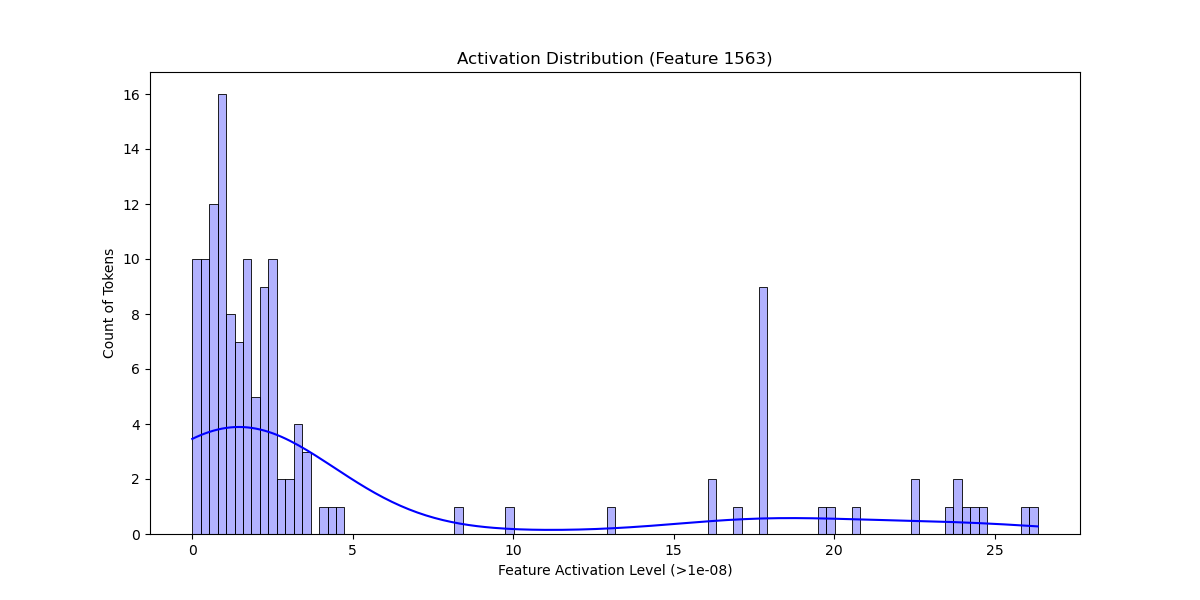 Activation Distribution (Feature 1563)
Count of Tokens
16
14
12
10
8
6
4
2
0
0 5 10 15 20 25
Feature Activation Level (>1e-08)